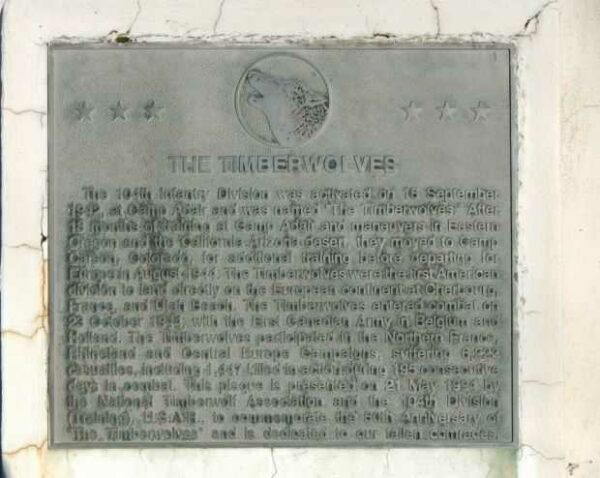 THE TIMBERWOLVES
The 104th Infantry Division was activated on 15 September
1942, at Camp Adair and was named "The Timberwolves" After
13 months of training at Camp Adair and maneuvers in Eastern
Oregon and the California-Arizona desert, they moved to Camp
Carson, Colorado, for additional training before departing for
Europe in August 1944. The Timberwolves were the first American
division to land directly on the European continent at Cherbourg,
France, and Utah Beach. The Timberwolves entered combat on
23 October 1944, with the First Canadian Army in Belgium and
Holland. The Timberwolves participated in the Northern France,
Rhineland and Central Europe Campaigns, suffering
casualties, including 1,447 killed in action during 195 consecutive
days in combat. This plaque is presented on 21 May by
the National Timberwolf Association and the 104th Division
(Training), U.S.A.R., to commemorate the 50th Anniversary of
"The Timberwolves" and is dedicated to our fallen comrades.